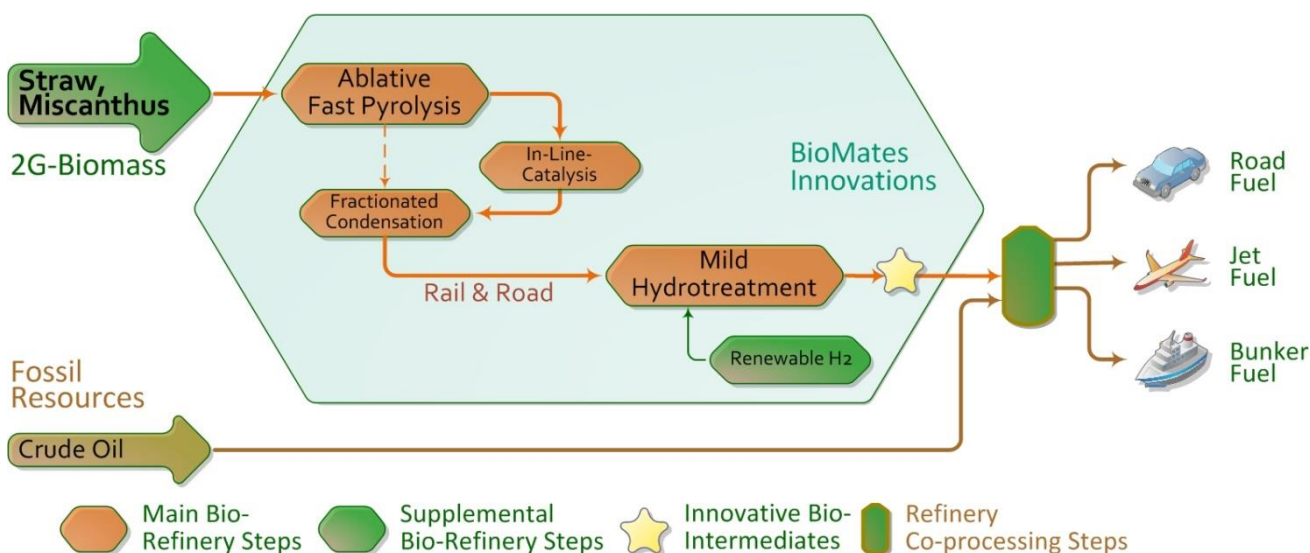 Straw,
Miscanthus
2G-Biomass
Ablative
Fast Pyrolysis
In-Line-
Catalysis
Fractionated
Condensation
BioMates
Innovations
Rail & Road
Mild
Hydrotreatment
Renewable H2
Road
Fuel
Jet
Fuel
Bunker
Fuel
Fossil
Resources
Crude Oil
Main Bio-
Refinery Steps
Supplemental
Bio-Refinery Steps
Innovative Bio-
Intermediates
Refinery
Co-processing Steps